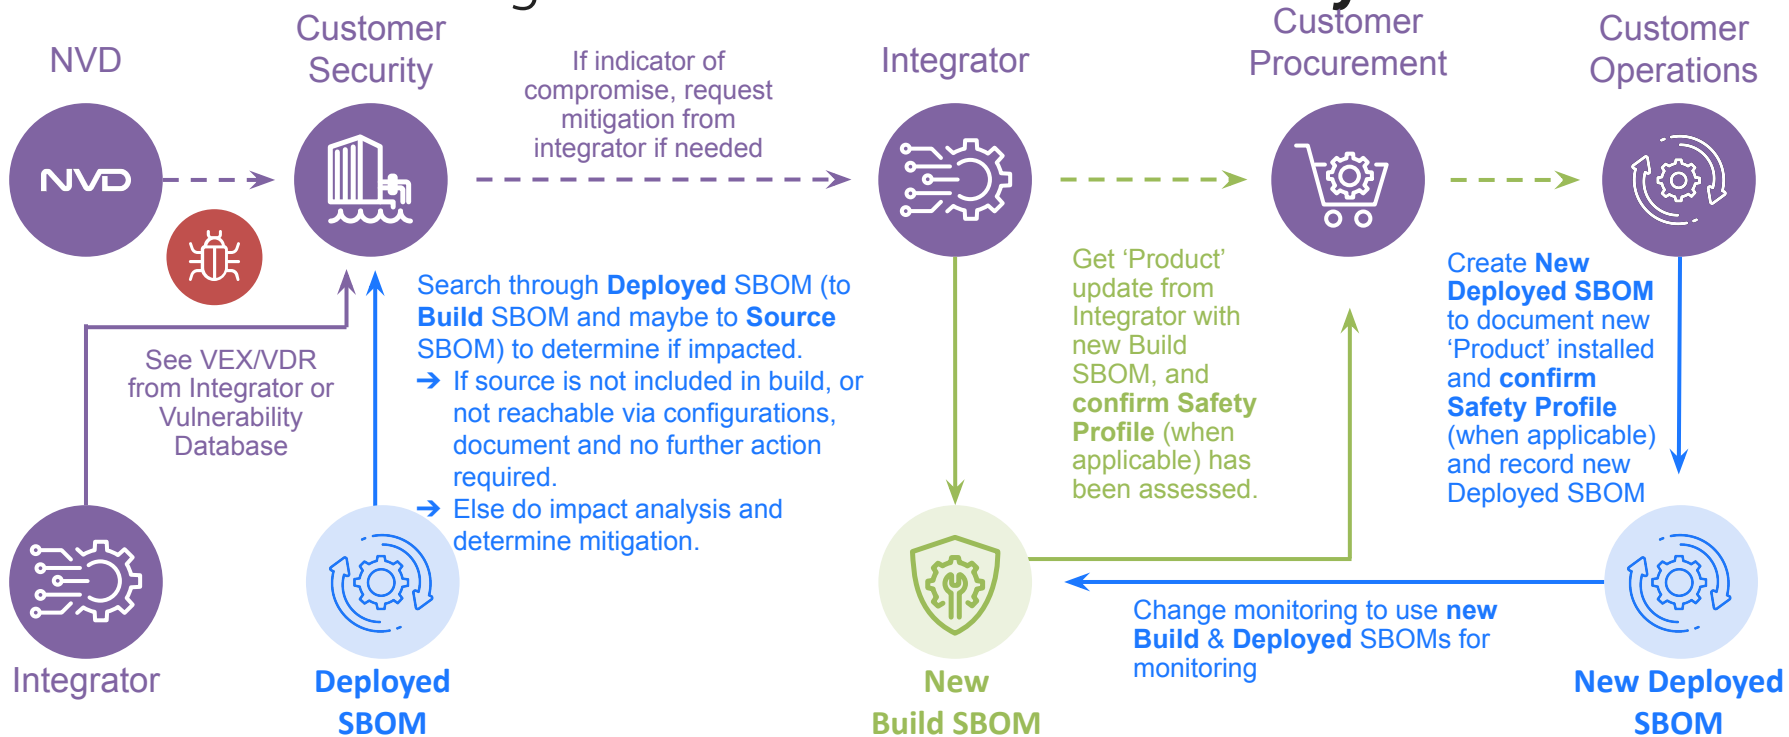 NVD
Customer
Security
If indicator of
compromise, request
mitigation from
integrator if needed
Integrator
Customer
Procurement
Customer
Operations
NVD
See VEX/VDR
from Integrator or
Vulnerability
Database
Search through Deployed SBOM (to
Build SBOM and maybe to Source
SBOM) to determine if impacted.
➔ If source is not included in build, or
not reachable via configurations,
document and no further action
required.
➔ Else do impact analysis and
determine mitigation.
Get ‘Product’
update from
Integrator with
new Build
SBOM, and
confirm Safety
Profile (when
applicable) has
been assessed.
Create New
Deployed SBOM
to document new
‘Product’ installed
and confirm
Safety Profile
(when applicable)
and record new
Deployed SBOM
Change monitoring to use new
Build & Deployed SBOMs for
monitoring
Integrator
Deployed
SBOM
New
Build SBOM
New Deployed
SBOM